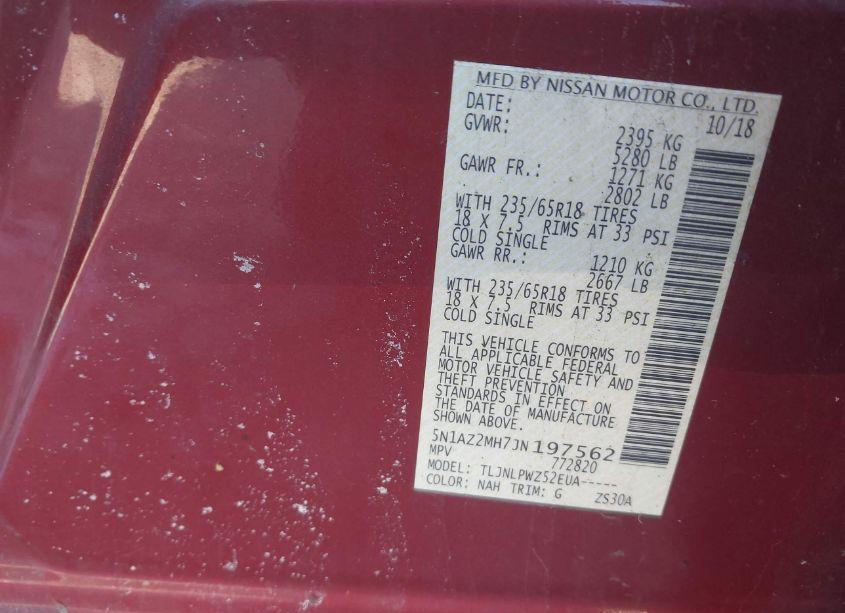 MFD BY NISSAN MOTOR CO., LTD.
DATE: 10/18
GVWR: 2395 KG
5280 LB
GAWR FR.: 1271 KG
2802 LB
WITH 235/65R18 TIRES
18 X 7.5 RIMS AT 33 PSI
COLD SINGLE
GAWR RR.: 1210 KG
2667 LB
WITH 235/65R18 TIRES
18 X 7.5 RIMS AT 33 PSI
COLD SINGLE
THIS VEHICLE CONFORMS TO
ALL APPLICABLE FEDERAL
MOTOR VEHICLE SAFETY AND
THEFT PREVENTION
STANDARDS IN EFFECT ON
THE DATE OF MANUFACTURE
SHOWN ABOVE.
5N1AZ2MH7JN197562
MPV 772820
MODEL: TLJNLPWZ52EUA-----
COLOR: NAH TRIM: G ZS30A